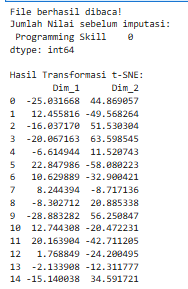 File berhasil dibaca!
Jumlah Nilai sebelum imputasi:
Programming Skill    0
dtype: int64
Hasil Transformasi t-SNE:
Dim_1      Dim_2
0  -25.031668  44.869057
1   12.455816 -49.568264
2  -16.037170  51.530304
3  -20.067163  63.598545
4   -6.614944  11.520743
5   22.847986 -58.080223
6   10.629889 -32.900421
7    8.244394  -8.717136
8   -8.302712  20.885338
9  -28.883282  56.250847
10  12.744308 -20.472231
11  20.163904 -42.711205
12   1.768849 -24.200495
13  -2.133908 -12.311777
14 -15.140038  34.591721